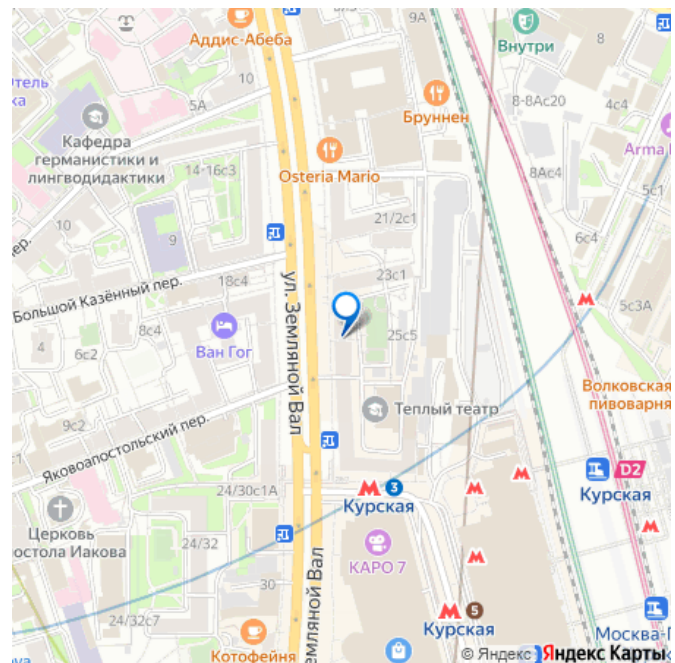 Аддис-Абеба
9А
Внутри
8
10
Отель
5А
8-8Ас20
4с4
Бруннен
Кафедра
германистики и
лингводидактики
Arma
14-16с3
Osteria Mario
8Ас4
5с1
10
21/2с1
9
6с4
пер.
23с1
Большой Казённый пер.
18с4
ул. Земляной Вал
5с3А
8с4
4
6с2
Ван Гог
25с5
Волковская
пивоварня
9с2
Теплый театр
Яковоапостольский пер.
D2
Курская
24/30с1А
3
Курская
Церковь
остола Иакова
24/32
КАРО 7
30
емляной Вал
24/32с7
5
Курская
Москва-
Котофейня
© Яндекс
Яндекс Карты